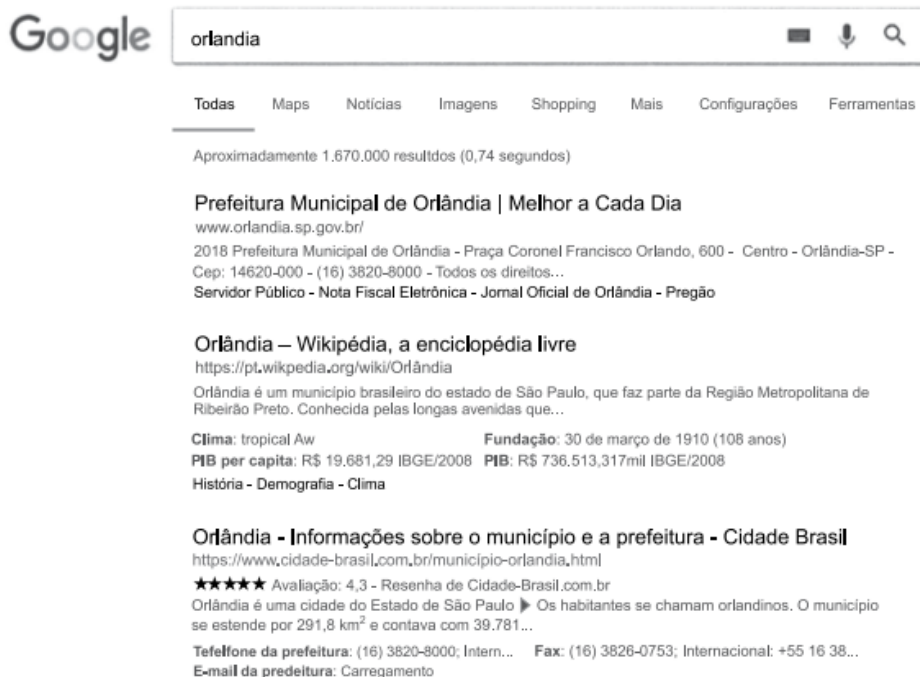 Google
orlandia
Todas Maps Notícias Imagens Shopping Mais Configurações Ferramentas
Aproximadamente 1.670.000 resultdos (0,74 segundos)
Prefeitura Municipal de Orlândia | Melhor a Cada Dia
www.orlandia.sp.gov.br/
2018 Prefeitura Municipal de Orlândia - Praça Coronel Francisco Orlando, 600 - Centro - Orlândia-SP -
Cep: 14620-000 - (16) 3820-8000 - Todos os direitos...
Servidor Público - Nota Fiscal Eletrônica - Jornal Oficial de Orlândia - Pregão
Orlândia – Wikipédia, a enciclopédia livre
https://pt.wikpedia.org/wiki/Orlândia
Orlândia é um município brasileiro do estado de São Paulo, que faz parte da Região Metropolitana de
Ribeirão Preto. Conhecida pelas longas avenidas que...
Clima: tropical Aw Fundação: 30 de março de 1910 (108 anos)
PIB per capita: R$ 19.681,29 IBGE/2008 PIB: R$ 736.513,317mil IBGE/2008
História - Demografia - Clima
Orlândia - Informações sobre o município e a prefeitura - Cidade Brasil
https://www.cidade-brasil.com.br/município-orlandia.html
★★★★★ Avaliação: 4,3 - Resenha de Cidade-Brasil.com.br
Orlândia é uma cidade do Estado de São Paulo ▶ Os habitantes se chamam orlandinos. O município
se estende por 291,8 km² e contava com 39.781...
Tefelfone da prefeitura: (16) 3820-8000; Intern... Fax: (16) 3826-0753; Internacional: +55 16 38...
E-mail da predeitura: Carregamento